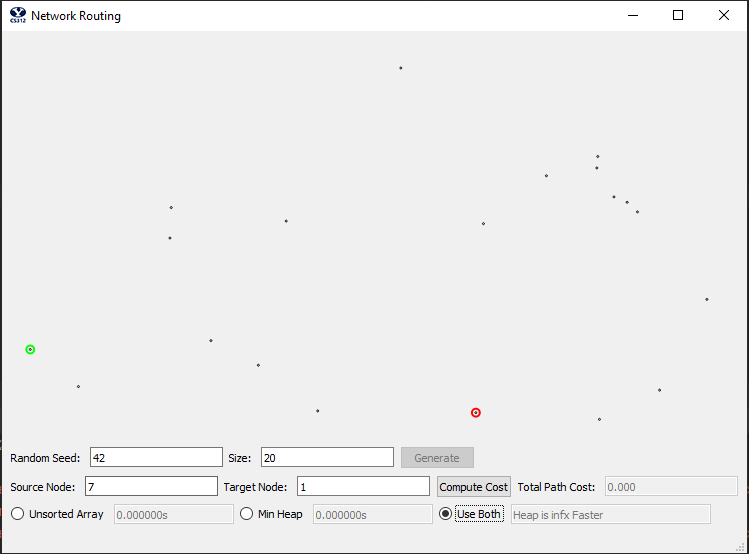 CS312 Network Routing
Random Seed: 42 Size: 20 Generate
Source Node: 7 Target Node: 1 Compute Cost Total Path Cost: 0.000
Unsorted Array 0.000000s Min Heap 0.000000s Use Both Heap is infx Faster